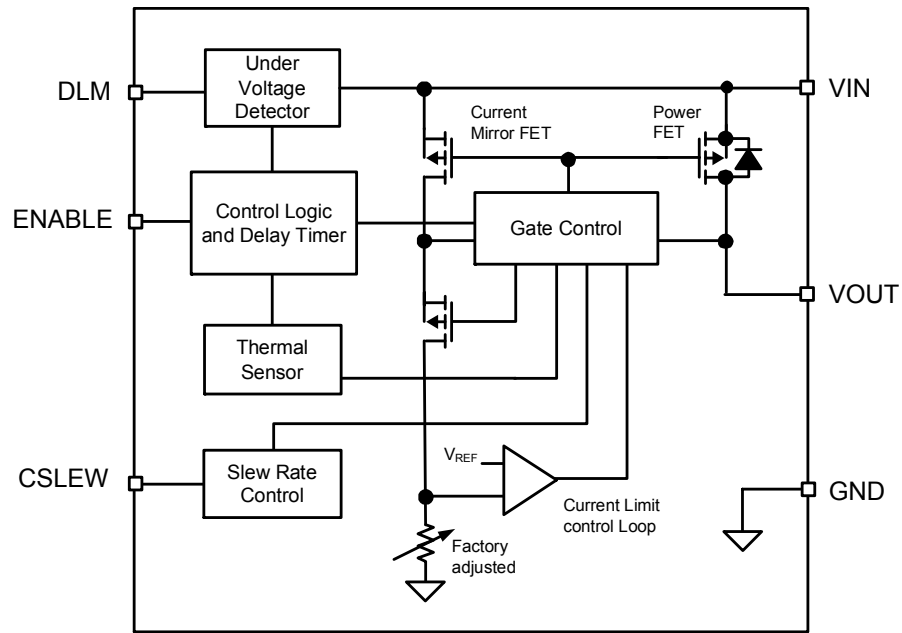 DLM
Under
Voltage
Detector
Current
Mirror FET
Power
FET
VIN
ENABLE
Control Logic
and Delay Timer
Gate Control
VOUT
Thermal
Sensor
CSLEW
Slew Rate
Control
VREF
Current Limit
control Loop
GND
Factory
adjusted